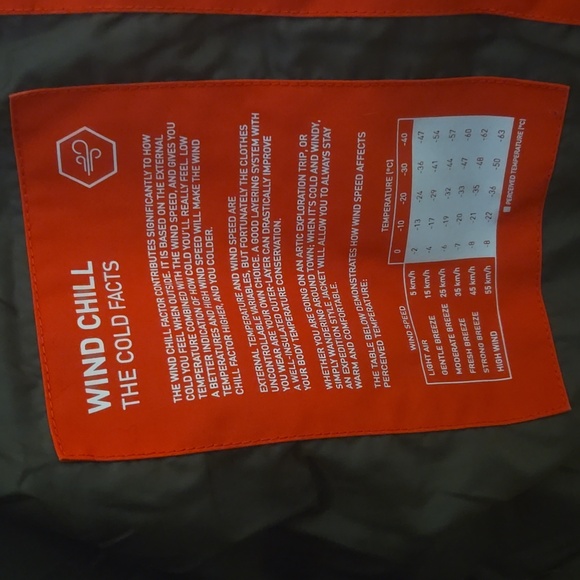 WIND CHILL
THE COLD FACTS
THE WIND CHILL FACTOR CONTRIBUTES SIGNIFICANTLY TO HOW
COLD YOU FEEL WHEN OUTSIDE. IT IS BASED ON THE EXTERNAL
TEMPERATURE COMBINED WITH THE WIND SPEED, AND GIVES YOU
A BETTER INDICATION OF HOW COLD YOU'LL REALLY FEEL. LOW
TEMPERATURES AND HIGH WIND SPEED WILL MAKE THE WIND
CHILL FACTOR HIGHER, AND YOU COLDER.
EXTERNAL TEMPERATURE AND WIND SPEED ARE
UNCONTROLLABLE VARIABLES, BUT FORTUNATELY THE CLOTHES
YOU WEAR ARE YOUR OWN CHOICE. A GOOD LAYERING SYSTEM WITH
A WELL-INSULATED OUTER-LAYER CAN DRASTICALLY IMPROVE
YOUR BODY TEMPERATURE CONSERVATION.
WHETHER YOU ARE GOING ON AN ARTIC EXPLORATION TRIP, OR
SIMPLY WANDERING AROUND TOWN: WHEN IT'S COLD AND WINDY,
AN EXPEDITION STYLE JACKET WILL ALLOW YOU TO ALWAYS STAY
WARM AND COMFORTABLE.
THE TABLE BELOW DEMONSTRATES HOW WIND SPEED AFFECTS
PERCEIVED TEMPERATURE:
TEMPERATURE (°C)
WIND SPEED 0 -10 -20 -30 -40
LIGHT AIR 5 km/h -2 -13 -24 -36 -47
GENTLE BREEZE 15 km/h -4 -17 -29 -41 -54
MODERATE BREEZE 25 km/h -6 -19 -32 -44 -57
FRESH BREEZE 35 km/h -7 -20 -33 -47 -60
STRONG BREEZE 45 km/h -8 -21 -35 -48 -62
HIGH WIND 55 km/h -8 -22 -36 -50 -63
PERCEIVED TEMPERATURE (°C)